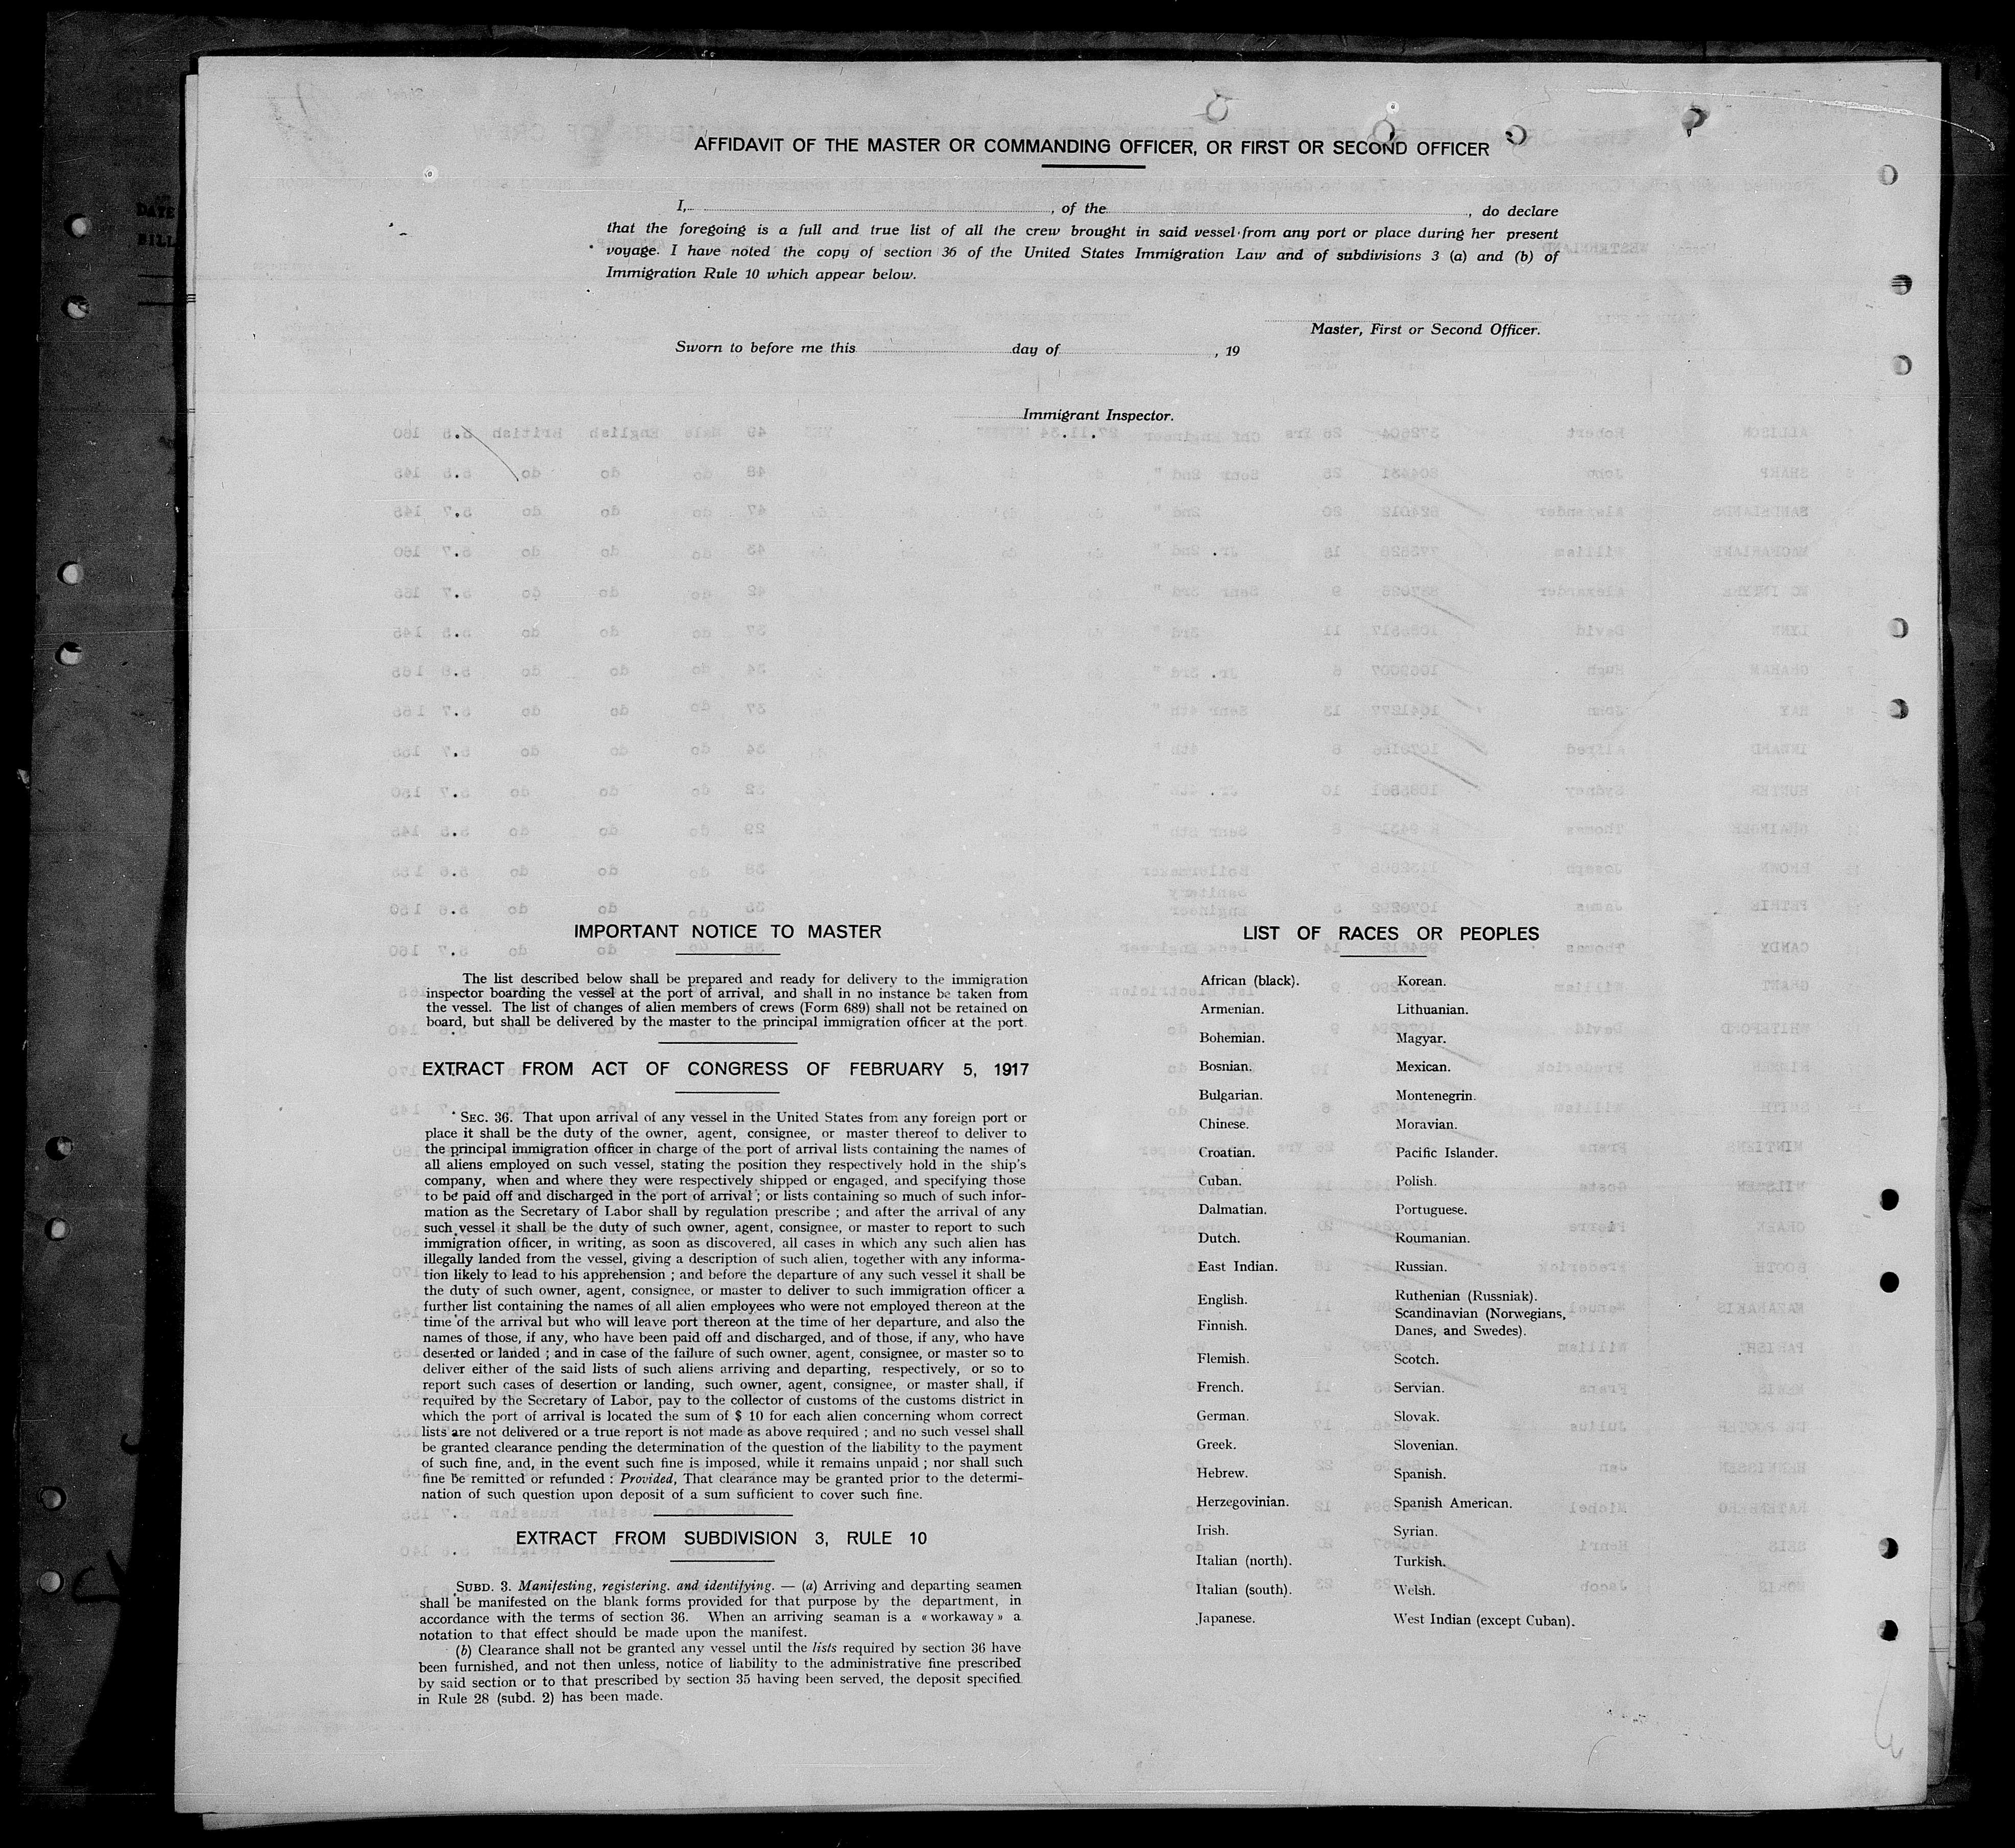 AFFIDAVIT OF THE MASTER OR COMMANDING OFFICER, OR FIRST OR SECOND OFFICER
I, , of the , do declare
that the foregoing is a full and true list of all the crew brought in said vessel from any port or place during her present
voyage. I have noted the copy of section 36 of the United States Immigration Law and of subdivisions 3 (a) and (b) of
Immigration Rule 10 which appear below.
Master, First or Second Officer.
Sworn to before me this day of , 19
Immigrant Inspector.
IMPORTANT NOTICE TO MASTER
The list described below shall be prepared and ready for delivery to the immigration
inspector boarding the vessel at the port of arrival, and shall in no instance be taken from
the vessel. The list of changes of alien members of crews (Form 689) shall not be retained on
board, but shall be delivered by the master to the principal immigration officer at the port.
EXTRACT FROM ACT OF CONGRESS OF FEBRUARY 5, 1917
SEC. 36. That upon arrival of any vessel in the United States from any foreign port or
place it shall be the duty of the owner, agent, consignee, or master thereof to deliver to
the principal immigration officer in charge of the port of arrival lists containing the names of
all aliens employed on such vessel, stating the position they respectively hold in the ship's
company, when and where they were respectively shipped or engaged, and specifying those
to be paid off and discharged in the port of arrival ; or lists containing so much of such infor-
mation as the Secretary of Labor shall by regulation prescribe ; and after the arrival of any
such vessel it shall be the duty of such owner, agent, consignee, or master to report to such
immigration officer, in writing, as soon as discovered, all cases in which any such alien has
illegally landed from the vessel, giving a description of such alien, together with any informa-
tion likely to lead to his apprehension ; and before the departure of any such vessel it shall be
the duty of such owner, agent, consignee, or master to deliver to such immigration officer a
further list containing the names of all alien employees who were not employed thereon at the
time of the arrival but who will leave port thereon at the time of her departure, and also the
names of those, if any, who have been paid off and discharged, and of those, if any, who have
deserted or landed ; and in case of the failure of such owner, agent, consignee, or master so to
deliver either of the said lists of such aliens arriving and departing, respectively, or so to
report such cases of desertion or landing, such owner, agent, consignee, or master shall, if
required by the Secretary of Labor, pay to the collector of customs of the customs district in
which the port of arrival is located the sum of $ 10 for each alien concerning whom correct
lists are not delivered or a true report is not made as above required ; and no such vessel shall
be granted clearance pending the determination of the question of the liability to the payment
of such fine, and, in the event such fine is imposed, while it remains unpaid ; nor shall such
fine be remitted or refunded : Provided, That clearance may be granted prior to the determi-
nation of such question upon deposit of a sum sufficient to cover such fine.
EXTRACT FROM SUBDIVISION 3, RULE 10
SUBD. 3. Manifesting, registering, and identifying. — (a) Arriving and departing seamen
shall be manifested on the blank forms provided for that purpose by the department, in
accordance with the terms of section 36. When an arriving seaman is a « workaway » a
notation to that effect should be made upon the manifest.
(b) Clearance shall not be granted any vessel until the lists required by section 36 have
been furnished, and not then unless, notice of liability to the administrative fine prescribed
by said section or to that prescribed by section 35 having been served, the deposit specified
in Rule 28 (subd. 2) has been made.
LIST OF RACES OR PEOPLES
African (black).
Armenian.
Bohemian.
Bosnian.
Bulgarian.
Chinese.
Croatian.
Cuban.
Dalmatian.
Dutch.
East Indian.
English.
Finnish.
Flemish.
French.
German.
Greek.
Hebrew.
Herzegovinian.
Irish.
Italian (north).
Italian (south).
Japanese.
Korean.
Lithuanian.
Magyar.
Mexican.
Montenegrin.
Moravian.
Pacific Islander.
Polish.
Portuguese.
Roumanian.
Russian.
Ruthenian (Russniak).
Scandinavian (Norwegians,
Danes, and Swedes).
Scotch.
Servian.
Slovak.
Slovenian.
Spanish.
Spanish American.
Syrian.
Turkish.
Welsh.
West Indian (except Cuban).